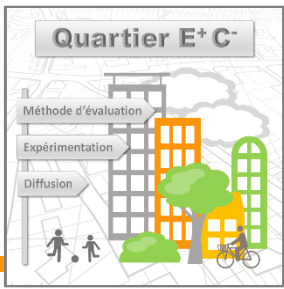 Quartier E⁺ C⁻
Méthode d'évaluation
Expérimentation
Diffusion